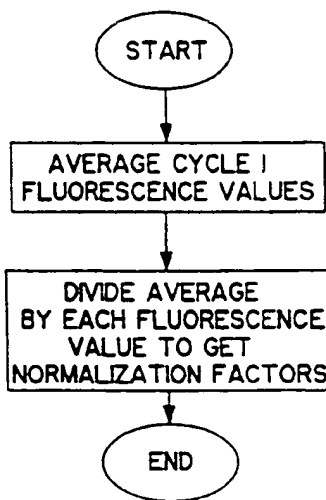 START
AVERAGE CYCLE I
FLUORESCENCE VALUES
DIVIDE AVERAGE
BY EACH FLUORESCENCE
VALUE TO GET
NORMALIZATION FACTORS
END